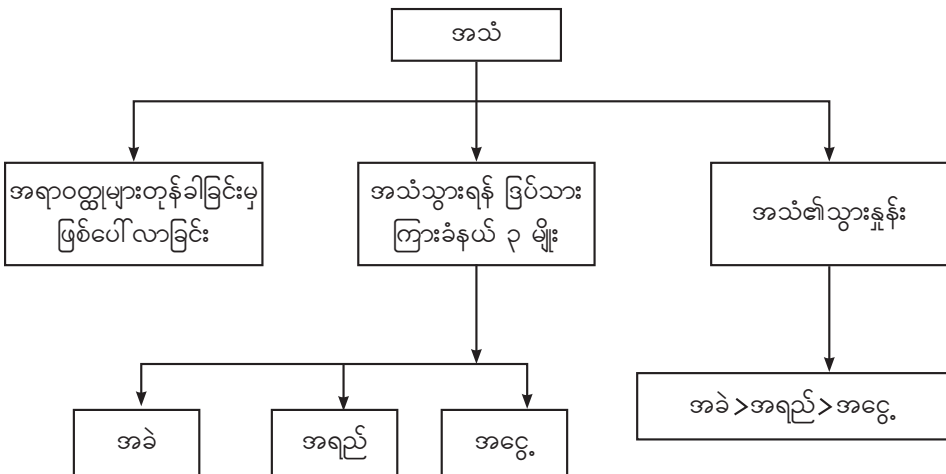 အသံ
အရာဝတ္ထုများတုန်ခါခြင်းမှ
ဖြစ်ပေါ်လာခြင်း
အသံသွားရန် ဒြပ်သား
ကြားခံနယ် ၃ မျိုး
အသံ၏သွားနှုန်း
အခဲ
အရည်
အငွေ့
အခဲ>အရည်>အငွေ့